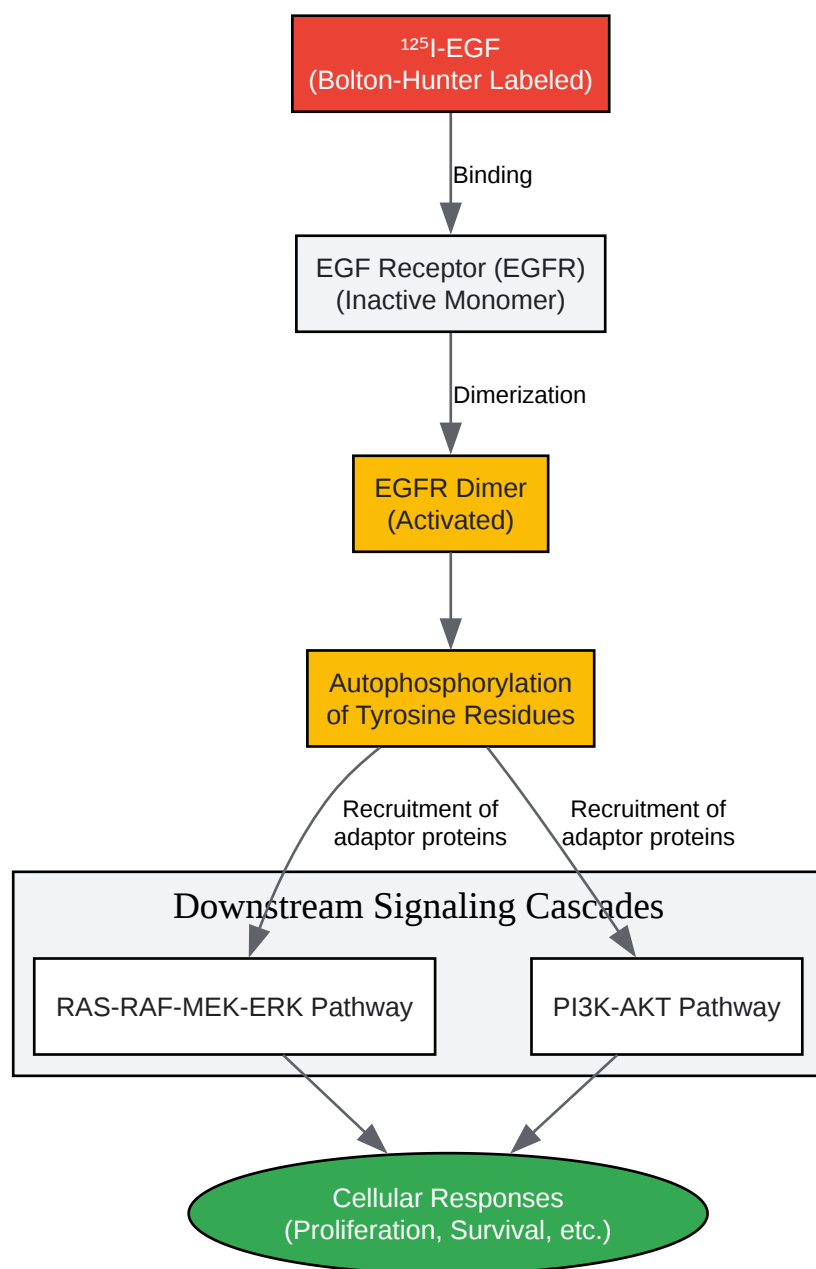 ¹²⁵I-EGF
(Bolton-Hunter Labeled)
Binding
EGF Receptor (EGFR)
(Inactive Monomer)
Dimerization
EGFR Dimer
(Activated)
Autophosphorylation
of Tyrosine Residues
Recruitment of
adaptor proteins
Recruitment of
adaptor proteins
Downstream Signaling Cascades
RAS-RAF-MEK-ERK Pathway
PI3K-AKT Pathway
Cellular Responses
(Proliferation, Survival, etc.)